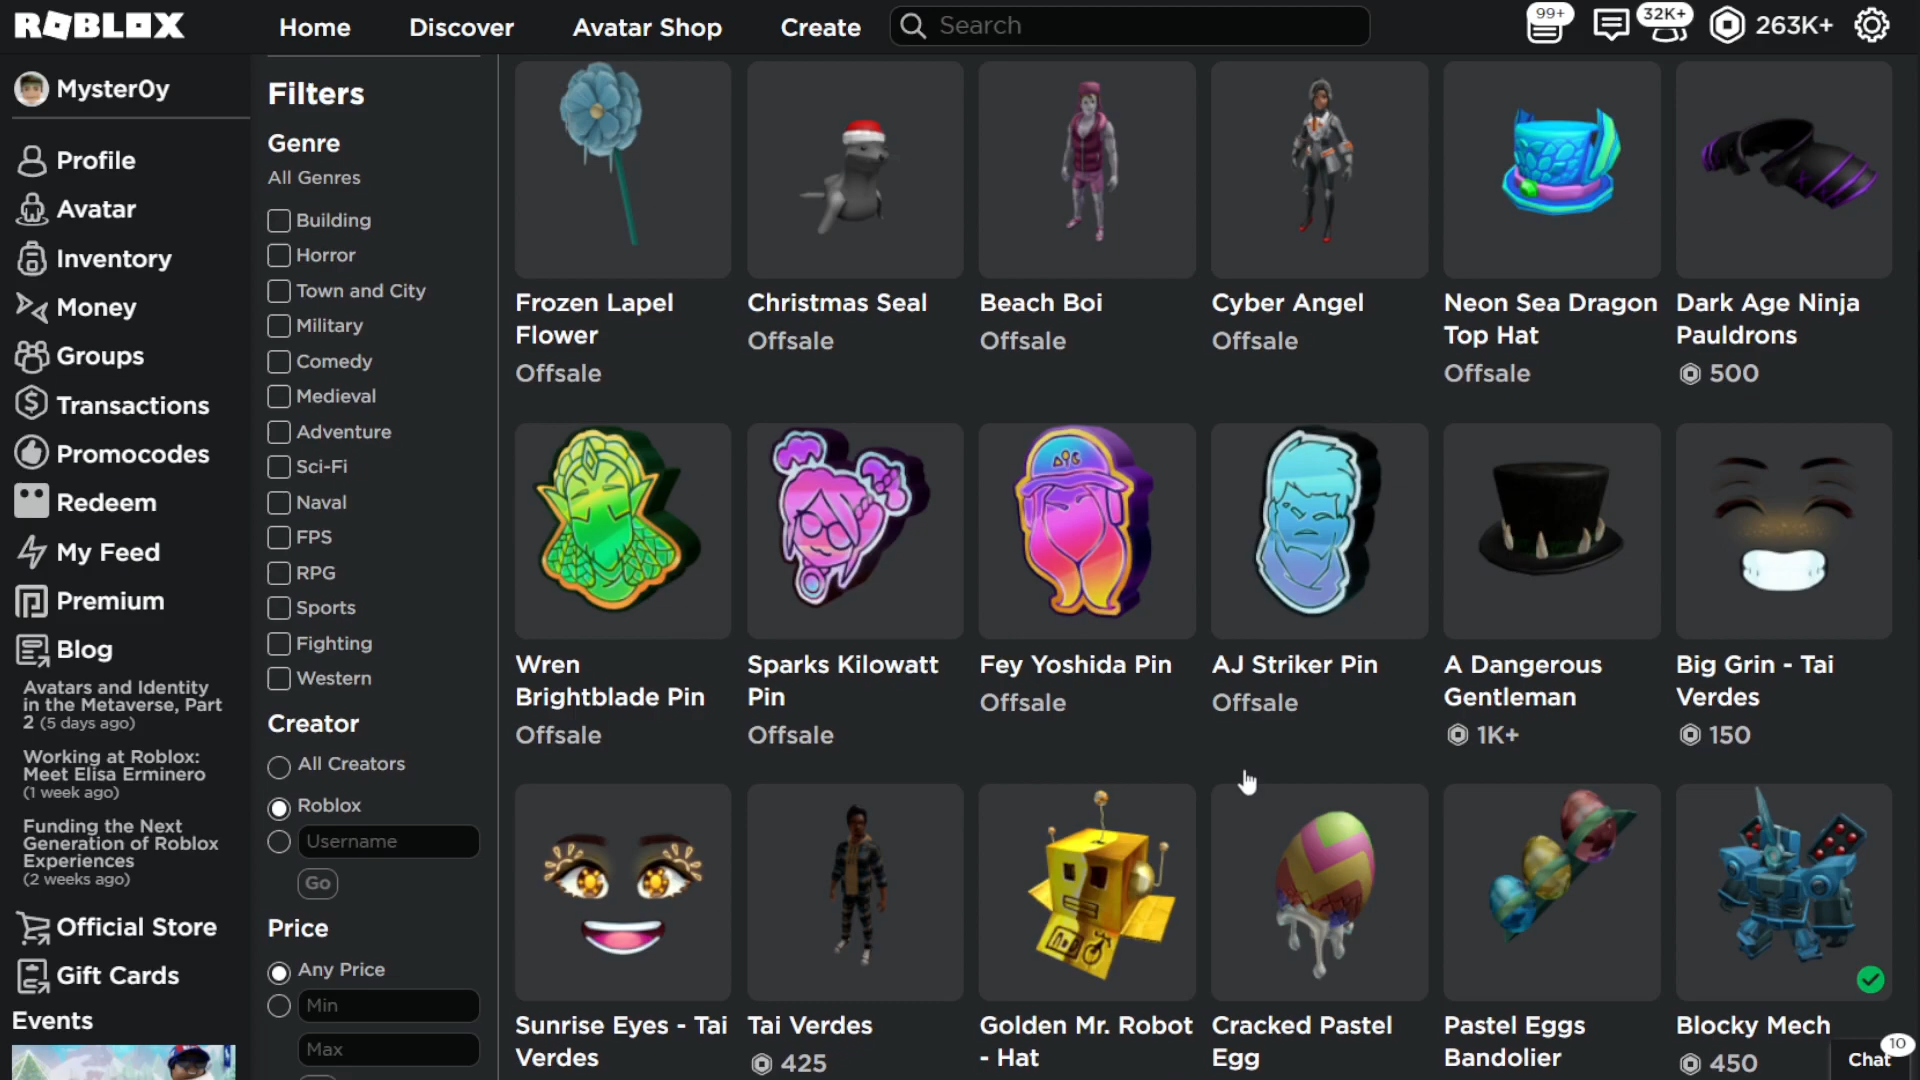 ROBLOX
Home
Discover
Avatar Shop
Create
Search
99+
32K+
263K+
Myster0y
Profile
Avatar
Inventory
Money
Groups
Transactions
Promocodes
Redeem
My Feed
Premium
Blog
Avatars and Identity
in the Metaverse, Part
2 (5 days ago)
Working at Roblox:
Meet Elisa Erminero
(1 week ago)
Funding the Next
Generation of Roblox
Experiences
(2 weeks ago)
Official Store
Gift Cards
Events
Filters
Genre
All Genres
Building
Horror
Town and City
Military
Comedy
Medieval
Adventure
Sci-Fi
Naval
FPS
RPG
Sports
Fighting
Western
Creator
All Creators
Roblox
Username
Go
Price
Any Price
Min
Max
Frozen Lapel
Flower
Offsale
Christmas Seal
Offsale
Beach Boi
Offsale
Cyber Angel
Offsale
Neon Sea Dragon
Top Hat
Offsale
Dark Age Ninja
Pauldrons
500
Wren
Brightblade Pin
Offsale
Sparks Kilowatt
Pin
Offsale
Fey Yoshida Pin
Offsale
AJ Striker Pin
Offsale
A Dangerous
Gentleman
1K+
Big Grin - Tai
Verdes
150
Sunrise Eyes - Tai
Verdes
Tai Verdes
425
Golden Mr. Robot
- Hat
Cracked Pastel
Egg
Pastel Eggs
Bandolier
Blocky Mech
450
Chat
10